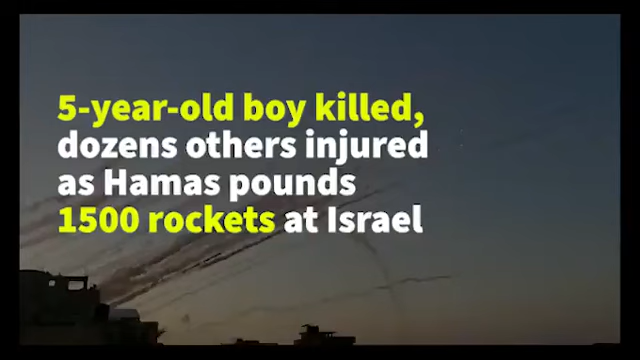 5-year-old boy killed,
dozens others injured
as Hamas pounds
1500 rockets at Israel